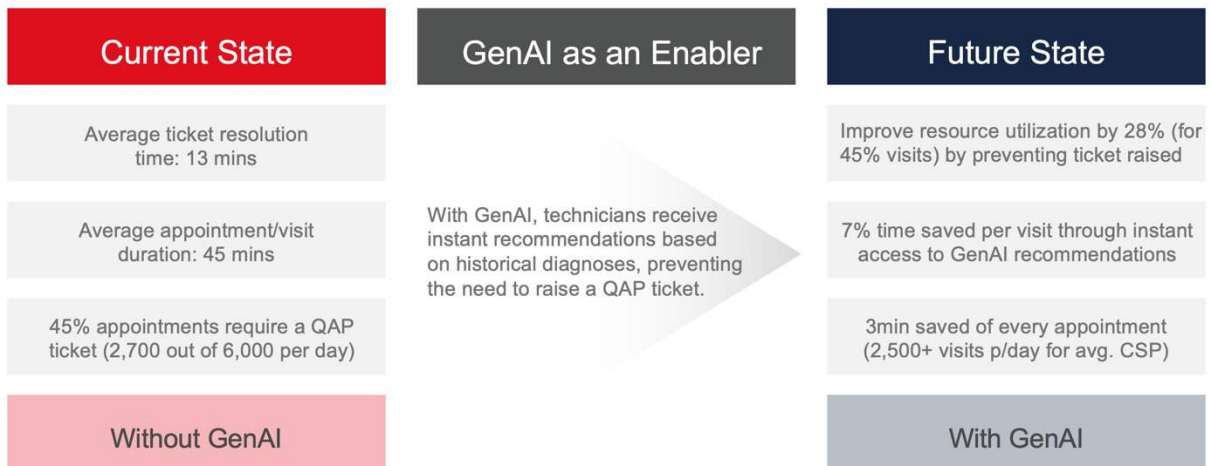 Current State
Average ticket resolution
time: 13 mins
Average appointment/visit
duration: 45 mins
45% appointments require a QAP
ticket (2,700 out of 6,000 per day)
Without GenAI
GenAI as an Enabler
With GenAI, technicians receive
instant recommendations based
on historical diagnoses, preventing
the need to raise a QAP ticket.
Future State
Improve resource utilization by 28% (for
45% visits) by preventing ticket raised
7% time saved per visit through instant
access to GenAI recommendations
3min saved of every appointment
(2,500+ visits p/day for avg. CSP)
With GenAI